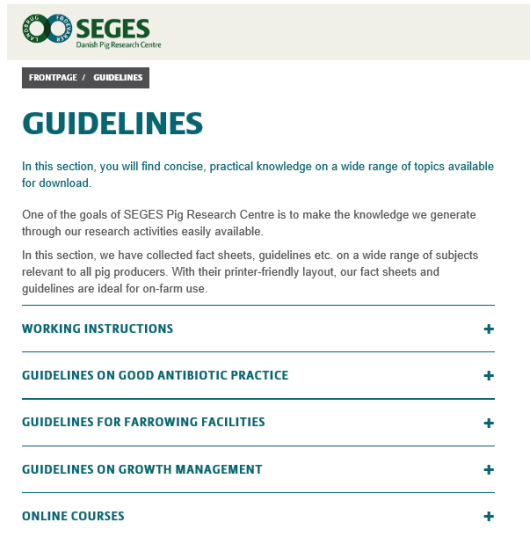 SEGES
Danish Pig Research Centre
FRONTPAGE / GUIDELINES
GUIDELINES
In this section, you will find concise, practical knowledge on a wide range of topics available
for download.
One of the goals of SEGES Pig Research Centre is to make the knowledge we generate
through our research activities easily available.
In this section, we have collected fact sheets, guidelines etc. on a wide range of subjects
relevant to all pig producers. With their printer-friendly layout, our fact sheets and
guidelines are ideal for on-farm use.
WORKING INSTRUCTIONS +
GUIDELINES ON GOOD ANTIBIOTIC PRACTICE +
GUIDELINES FOR FARROWING FACILITIES +
GUIDELINES ON GROWTH MANAGEMENT +
ONLINE COURSES +